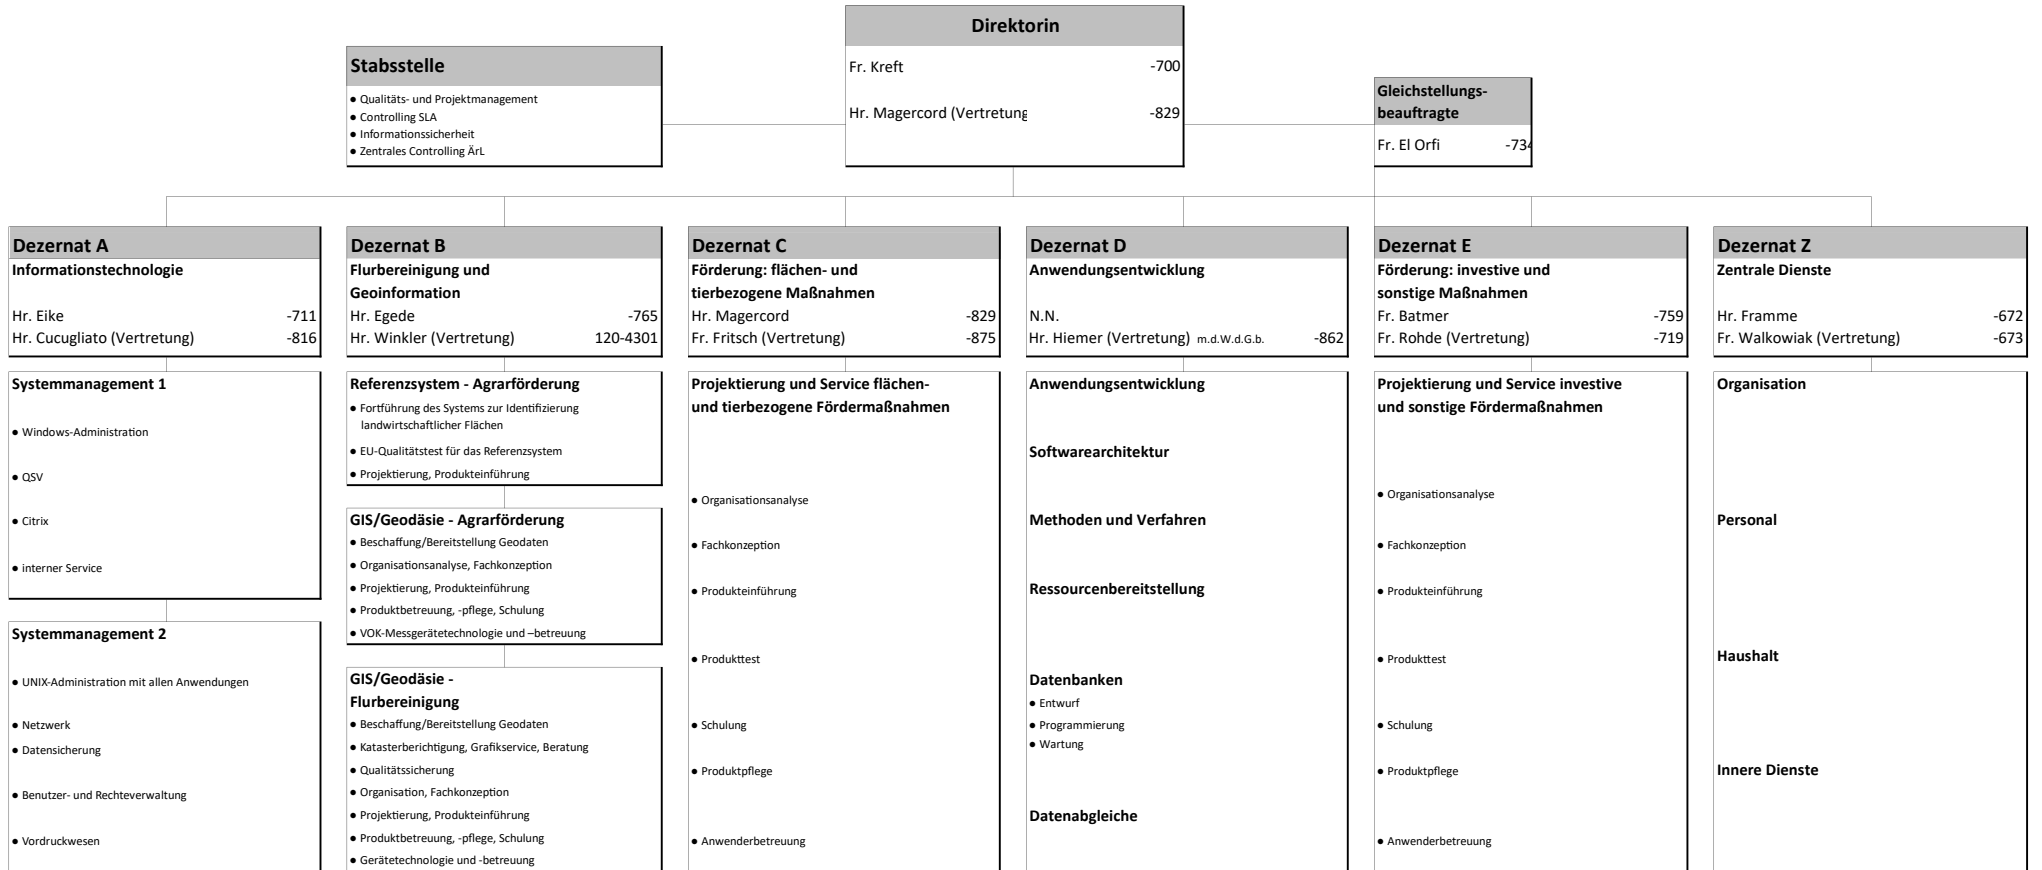 Direktorin
Fr. Kreft -700
Hr. Magercord (Vertretung -829
Stabsstelle
● Qualitäts- und Projektmanagement
● Controlling SLA
● Informationssicherheit
● Zentrales Controlling ÄrL
Gleichstellungs-
beauftragte
Fr. El Orfi -734
Dezernat A
Informationstechnologie
Hr. Eike -711
Hr. Cucugliato (Vertretung) -816
Systemmanagement 1
● Windows-Administration
● QSV
● Citrix
● interner Service
Systemmanagement 2
● UNIX-Administration mit allen Anwendungen
● Netzwerk
● Datensicherung
● Benutzer- und Rechteverwaltung
● Vordruckwesen
Dezernat B
Flurbereinigung und
Geoinformation
Hr. Egede -765
Hr. Winkler (Vertretung) 120-4301
Referenzsystem - Agrarförderung
● Fortführung des Systems zur Identifizierung
landwirtschaftlicher Flächen
● EU-Qualitätstest für das Referenzsystem
● Projektierung, Produkteinführung
GIS/Geodäsie - Agrarförderung
● Beschaffung/Bereitstellung Geodaten
● Organisationsanalyse, Fachkonzeption
● Projektierung, Produkteinführung
● Produktbetreuung, -pflege, Schulung
● VOK-Messgerätetechnologie und –betreuung
GIS/Geodäsie -
Flurbereinigung
● Beschaffung/Bereitstellung Geodaten
● Katasterberichtigung, Grafikservice, Beratung
● Qualitätssicherung
● Organisation, Fachkonzeption
● Projektierung, Produkteinführung
● Produktbetreuung, -pflege, Schulung
● Gerätetechnologie und -betreuung
Dezernat C
Förderung: flächen- und
tierbezogene Maßnahmen
Hr. Magercord -829
Fr. Fritsch (Vertretung) -875
Projektierung und Service flächen-
und tierbezogene Fördermaßnahmen
● Organisationsanalyse
● Fachkonzeption
● Produkteinführung
● Produkttest
● Schulung
● Produktpflege
● Anwenderbetreuung
Dezernat D
Anwendungsentwicklung
N.N.
Hr. Hiemer (Vertretung) m.d.W.d.G.b. -862
Anwendungsentwicklung
Softwarearchitektur
Methoden und Verfahren
Ressourcenbereitstellung
Datenbanken
● Entwurf
● Programmierung
● Wartung
Datenabgleiche
Dezernat E
Förderung: investive und
sonstige Maßnahmen
Fr. Batmer -759
Fr. Rohde (Vertretung) -719
Projektierung und Service investive
und sonstige Fördermaßnahmen
● Organisationsanalyse
● Fachkonzeption
● Produkteinführung
● Produkttest
● Schulung
● Produktpflege
● Anwenderbetreuung
Dezernat Z
Zentrale Dienste
Hr. Framme -672
Fr. Walkowiak (Vertretung) -673
Organisation
Personal
Haushalt
Innere Dienste